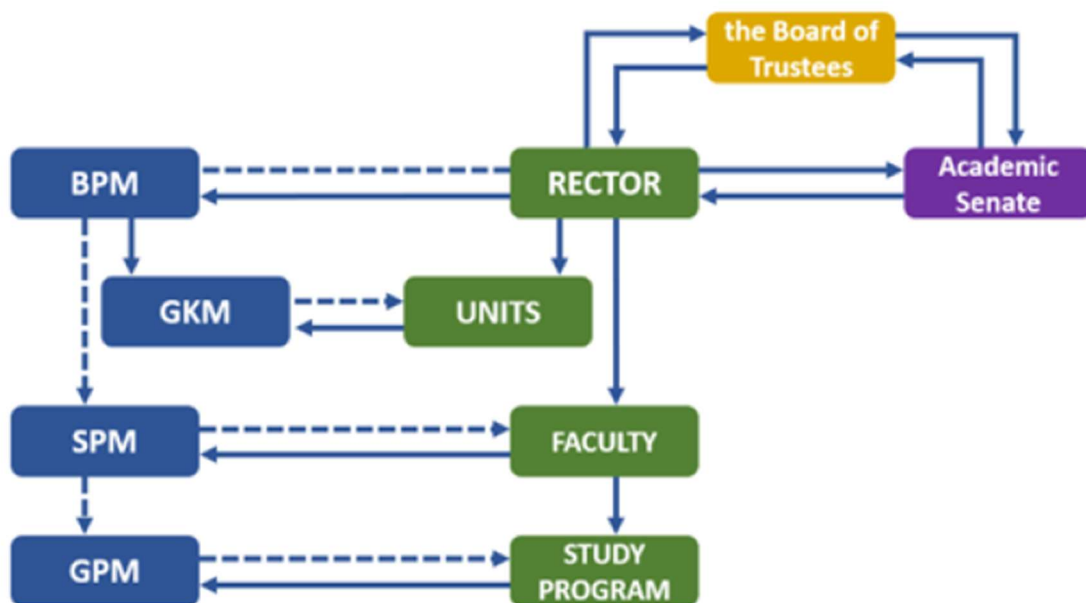 the Board of
Trustees
BPM
RECTOR
Academic
Senate
GKM
UNITS
SPM
FACULTY
GPM
STUDY
PROGRAM